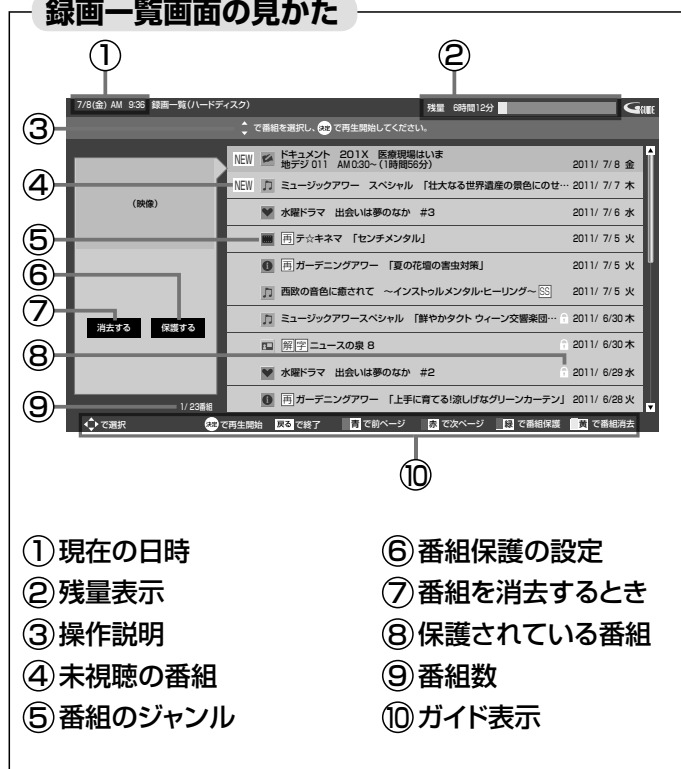 録画一覧画面の見かた
① ②
7/8(金) AM 9:36 録画一覧(ハードディスク) 残量 6時間12分 GGUIDE
③ で番組を選択し、決定で再生開始してください。
NEW ドキュメント 201X 医療現場はいま
地デジ 011 AM 0:30~(1時間56分) 2011/ 7/ 8 金
④ NEW ミュージックアワー スペシャル 「壮大なる世界遺産の景色にのせ… 2011/ 7/ 7 木
(映像)
水曜ドラマ 出会いは夢のなか #3 2011/ 7/ 6 水
⑤ 再 テ☆キネマ 「センチメンタル」 2011/ 7/ 5 火
⑥ 再 ガーデニングアワー 「夏の花壇の害虫対策」 2011/ 7/ 5 火
西欧の音色に癒されて ~インストゥルメンタル・ヒーリング~ SS 2011/ 7/ 5 火
⑦ 消去する 保護する
ミュージックアワースペシャル 「鮮やかタクト ウィーン交響楽団… 2011/ 6/30 木
解 字 ニュースの泉 8 2011/ 6/30 木
⑧ 水曜ドラマ 出会いは夢のなか #2 2011/ 6/29 水
⑨ 1/ 23番組
再 ガーデニングアワー 「上手に育てる!涼しげなグリーンカーテン」 2011/ 6/28 火
で選択 決定で再生開始 戻る で終了 青 で前ページ 赤 で次ページ 緑 で番組保護 黄 で番組消去
⑩
①現在の日時
②残量表示
③操作説明
④未視聴の番組
⑤番組のジャンル
⑥番組保護の設定
⑦番組を消去するとき
⑧保護されている番組
⑨番組数
⑩ガイド表示